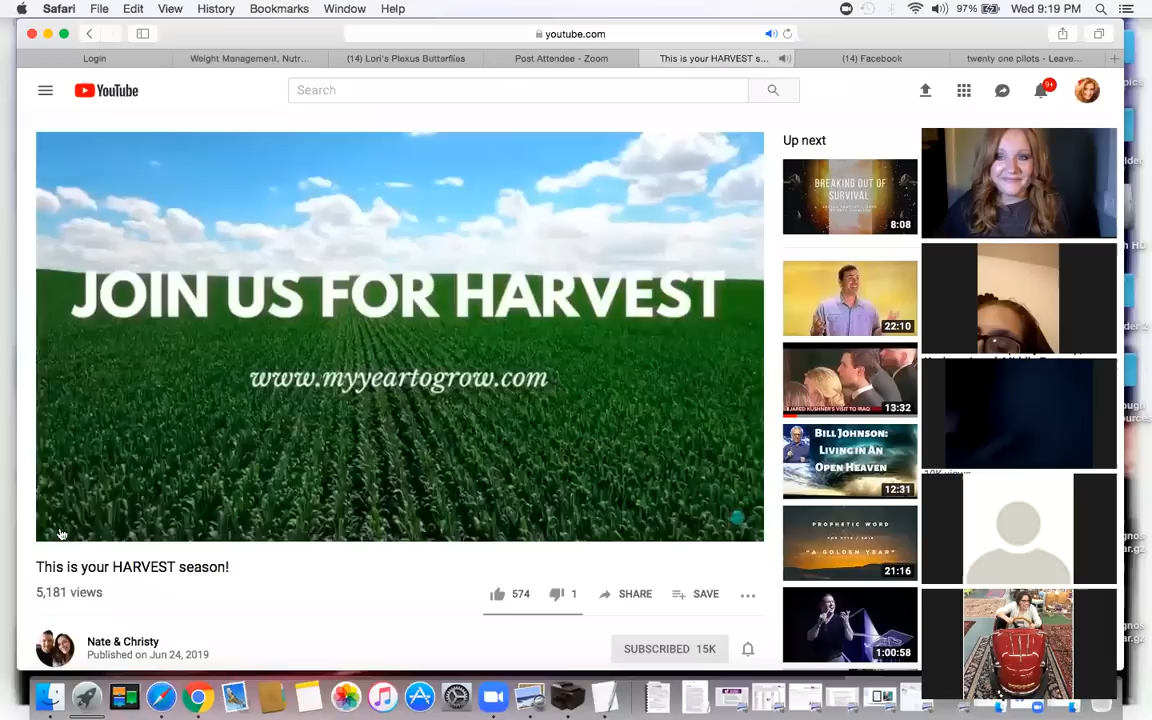 Safari File Edit View History Bookmarks Window Help
97% Wed 9:19 PM
youtube.com
Login
Weight Management, Nutr...
(14) Lori's Plexus Butterflies
Post Attendee - Zoom
This is your HARVEST s...
(14) Facebook
twenty one pilots - Leave...
YouTube
Search
9+
JOIN US FOR HARVEST
www.myyeartogrow.com
This is your HARVEST season!
5,181 views
574
1
SHARE
SAVE
Nate & Christy
Published on Jun 24, 2019
SUBSCRIBED 15K
Up next
BREAKING OUT OF
SURVIVAL
8:08
22:10
JARED KUSHNER'S VISIT TO IRAQ
13:32
BILL JOHNSON:
LIVING IN AN
OPEN HEAVEN
12:31
PROPHETIC WORD
"A GOLDEN YEAR"
21:16
1:00:58